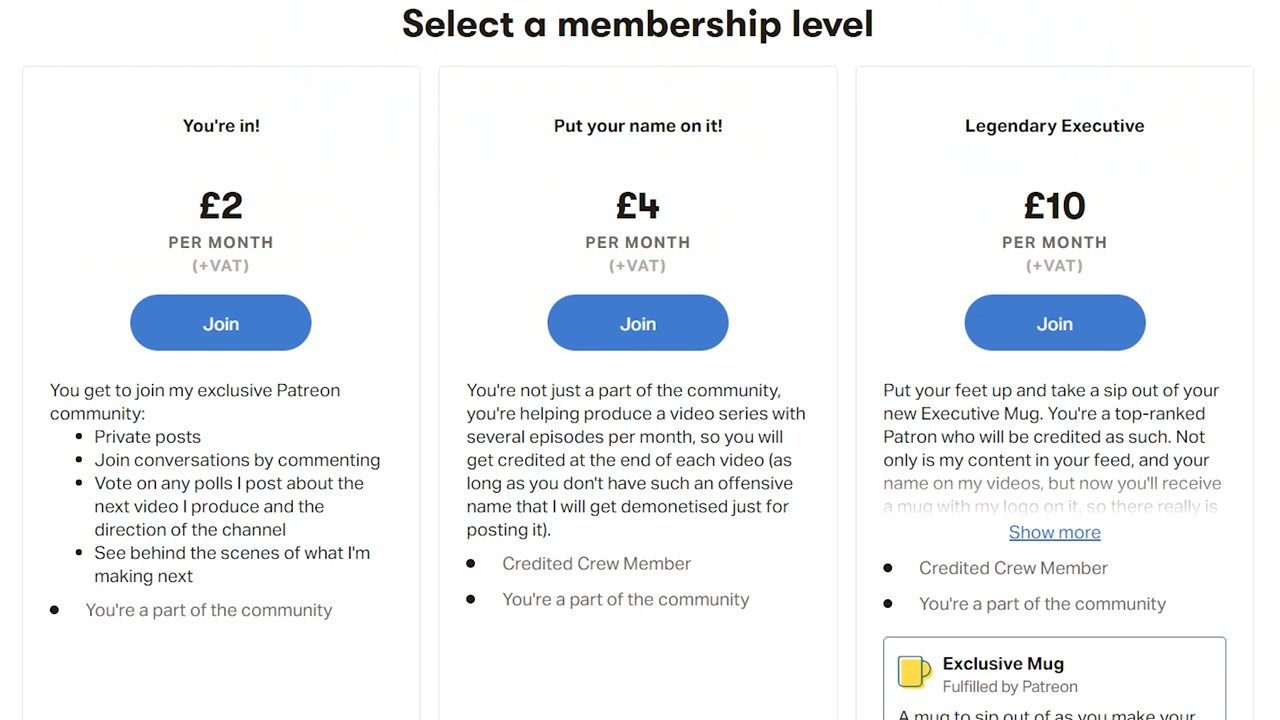 Select a membership level
You're in!
£2
PER MONTH
(+VAT)
Join
You get to join my exclusive Patreon
community:
• Private posts
• Join conversations by commenting
• Vote on any polls I post about the
next video I produce and the
direction of the channel
• See behind the scenes of what I'm
making next
• You're a part of the community
Put your name on it!
£4
PER MONTH
(+VAT)
Join
You're not just a part of the community,
you're helping produce a video series with
several episodes per month, so you will
get credited at the end of each video (as
long as you don't have such an offensive
name that I will get demonetised just for
posting it).
• Credited Crew Member
• You're a part of the community
Legendary Executive
£10
PER MONTH
(+VAT)
Join
Put your feet up and take a sip out of your
new Executive Mug. You're a top-ranked
Patron who will be credited as such. Not
only is my content in your feed, and your
name on my videos, but now you'll receive
a mug with my logo on it, so there really is
Show more
• Credited Crew Member
• You're a part of the community
Exclusive Mug
Fulfilled by Patreon
A mug to sip out of as you make your